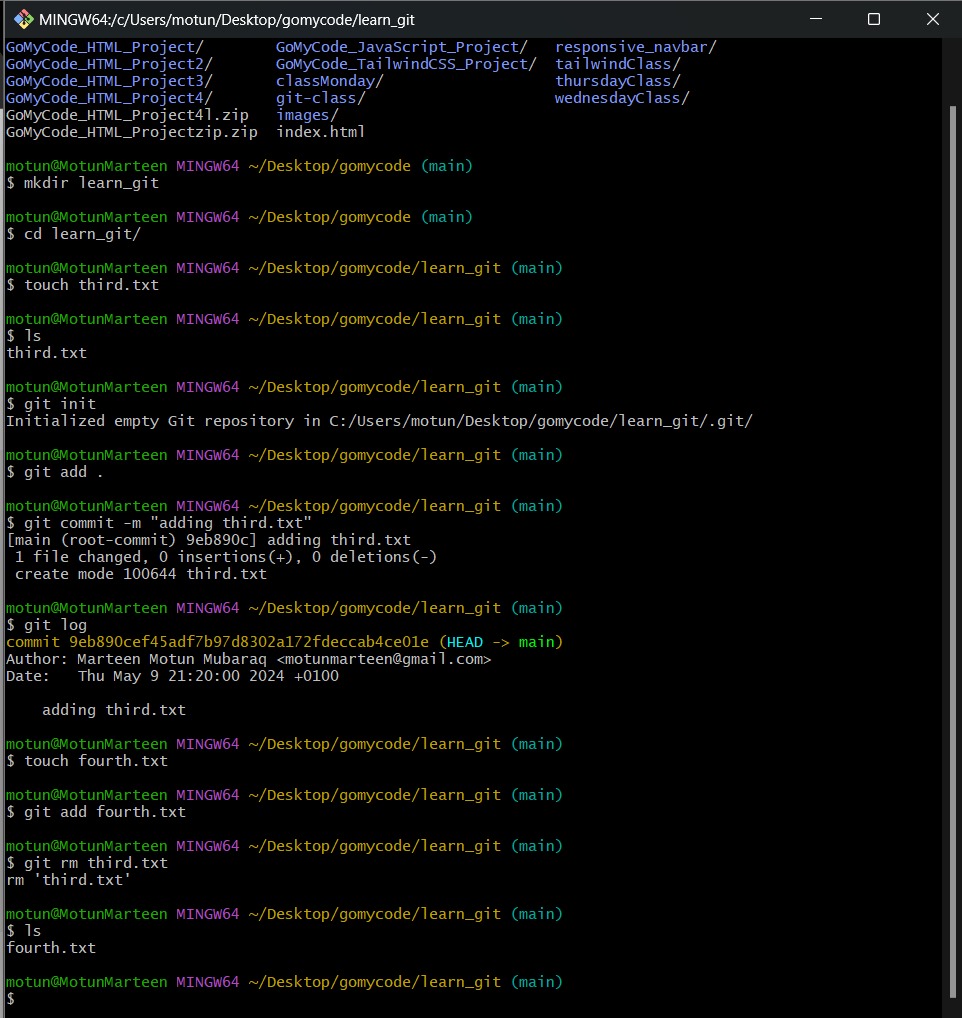 MINGW64:/c/Users/motun/Desktop/gomycode/learn_git
GoMyCode_HTML_Project/        GoMyCode_JavaScript_Project/   responsive_navbar/
GoMyCode_HTML_Project2/       GoMyCode_TailwindCSS_Project/  tailwindClass/
GoMyCode_HTML_Project3/       classMonday/                   thursdayClass/
GoMyCode_HTML_Project4/       git-class/                     wednesdayClass/
GoMyCode_HTML_Project4l.zip   images/
GoMyCode_HTML_Projectzip.zip  index.html
motun@MotunMarteen MINGW64 ~/Desktop/gomycode (main)
$ mkdir learn_git
motun@MotunMarteen MINGW64 ~/Desktop/gomycode (main)
$ cd learn_git/
motun@MotunMarteen MINGW64 ~/Desktop/gomycode/learn_git (main)
$ touch third.txt
motun@MotunMarteen MINGW64 ~/Desktop/gomycode/learn_git (main)
$ ls
third.txt
motun@MotunMarteen MINGW64 ~/Desktop/gomycode/learn_git (main)
$ git init
Initialized empty Git repository in C:/Users/motun/Desktop/gomycode/learn_git/.git/
motun@MotunMarteen MINGW64 ~/Desktop/gomycode/learn_git (main)
$ git add .
motun@MotunMarteen MINGW64 ~/Desktop/gomycode/learn_git (main)
$ git commit -m "adding third.txt"
[main (root-commit) 9eb890c] adding third.txt
 1 file changed, 0 insertions(+), 0 deletions(-)
 create mode 100644 third.txt
motun@MotunMarteen MINGW64 ~/Desktop/gomycode/learn_git (main)
$ git log
commit 9eb890cef45adf7b97d8302a172fdeccab4ce01e (HEAD -> main)
Author: Marteen Motun Mubaraq <motunmarteen@gmail.com>
Date:   Thu May 9 21:20:00 2024 +0100
    adding third.txt
motun@MotunMarteen MINGW64 ~/Desktop/gomycode/learn_git (main)
$ touch fourth.txt
motun@MotunMarteen MINGW64 ~/Desktop/gomycode/learn_git (main)
$ git add fourth.txt
motun@MotunMarteen MINGW64 ~/Desktop/gomycode/learn_git (main)
$ git rm third.txt
rm 'third.txt'
motun@MotunMarteen MINGW64 ~/Desktop/gomycode/learn_git (main)
$ ls
fourth.txt
motun@MotunMarteen MINGW64 ~/Desktop/gomycode/learn_git (main)
$